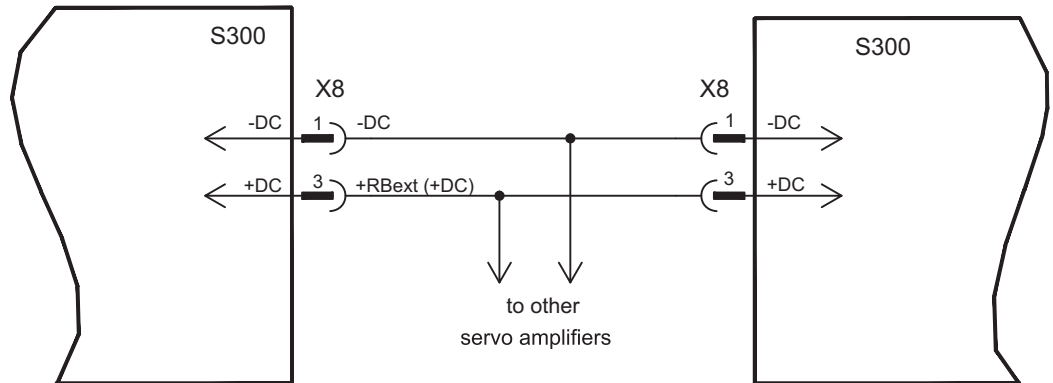 S300
S300
X8
X8
-DC 1 -DC
1 -DC
+DC 3 +RBext (+DC)
3 +DC
to other
servo amplifiers